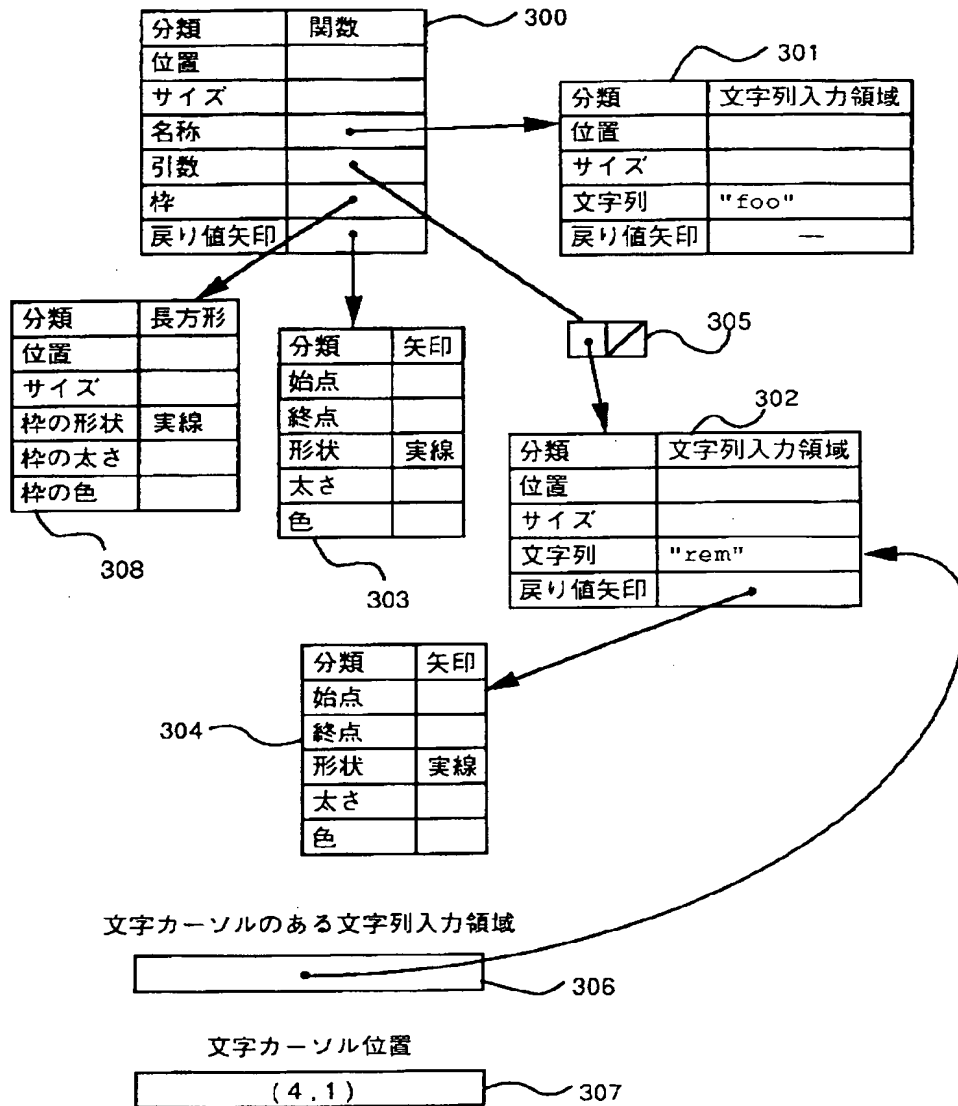 300
分類 関数
位置
サイズ
名称
引数
枠
戻り値矢印
301
分類 文字列入力領域
位置
サイズ
文字列 "foo"
戻り値矢印 —
分類 長方形
位置
サイズ
枠の形状 実線
枠の太さ
枠の色
308
分類 矢印
始点
終点
形状 実線
太さ
色
303
305
302
分類 文字列入力領域
位置
サイズ
文字列 "rem"
戻り値矢印
304
分類 矢印
始点
終点
形状 実線
太さ
色
文字カーソルのある文字列入力領域
306
文字カーソル位置
(4,1)
307